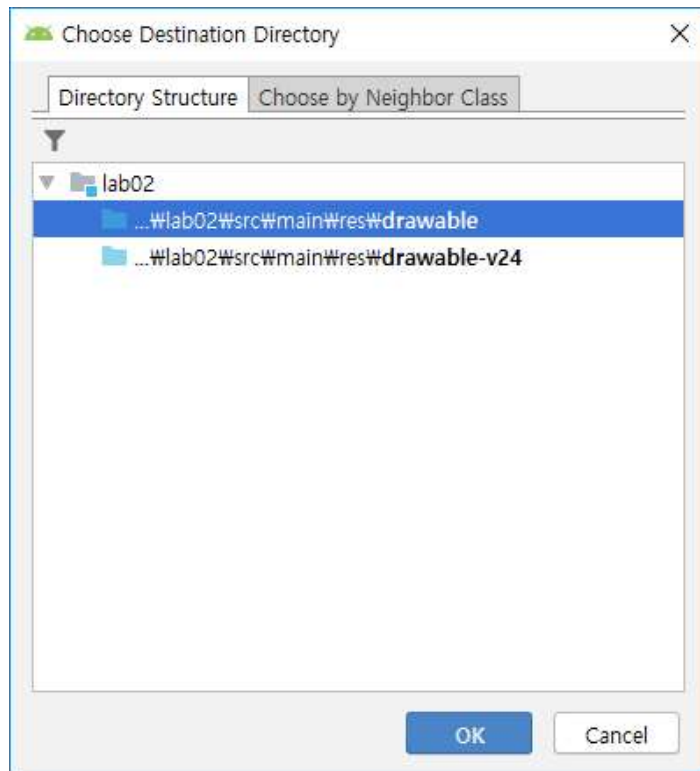 Choose Destination Directory
Directory Structure Choose by Neighbor Class
lab02
...₩lab02₩src₩main₩res₩drawable
...₩lab02₩src₩main₩res₩drawable-v24
OK Cancel